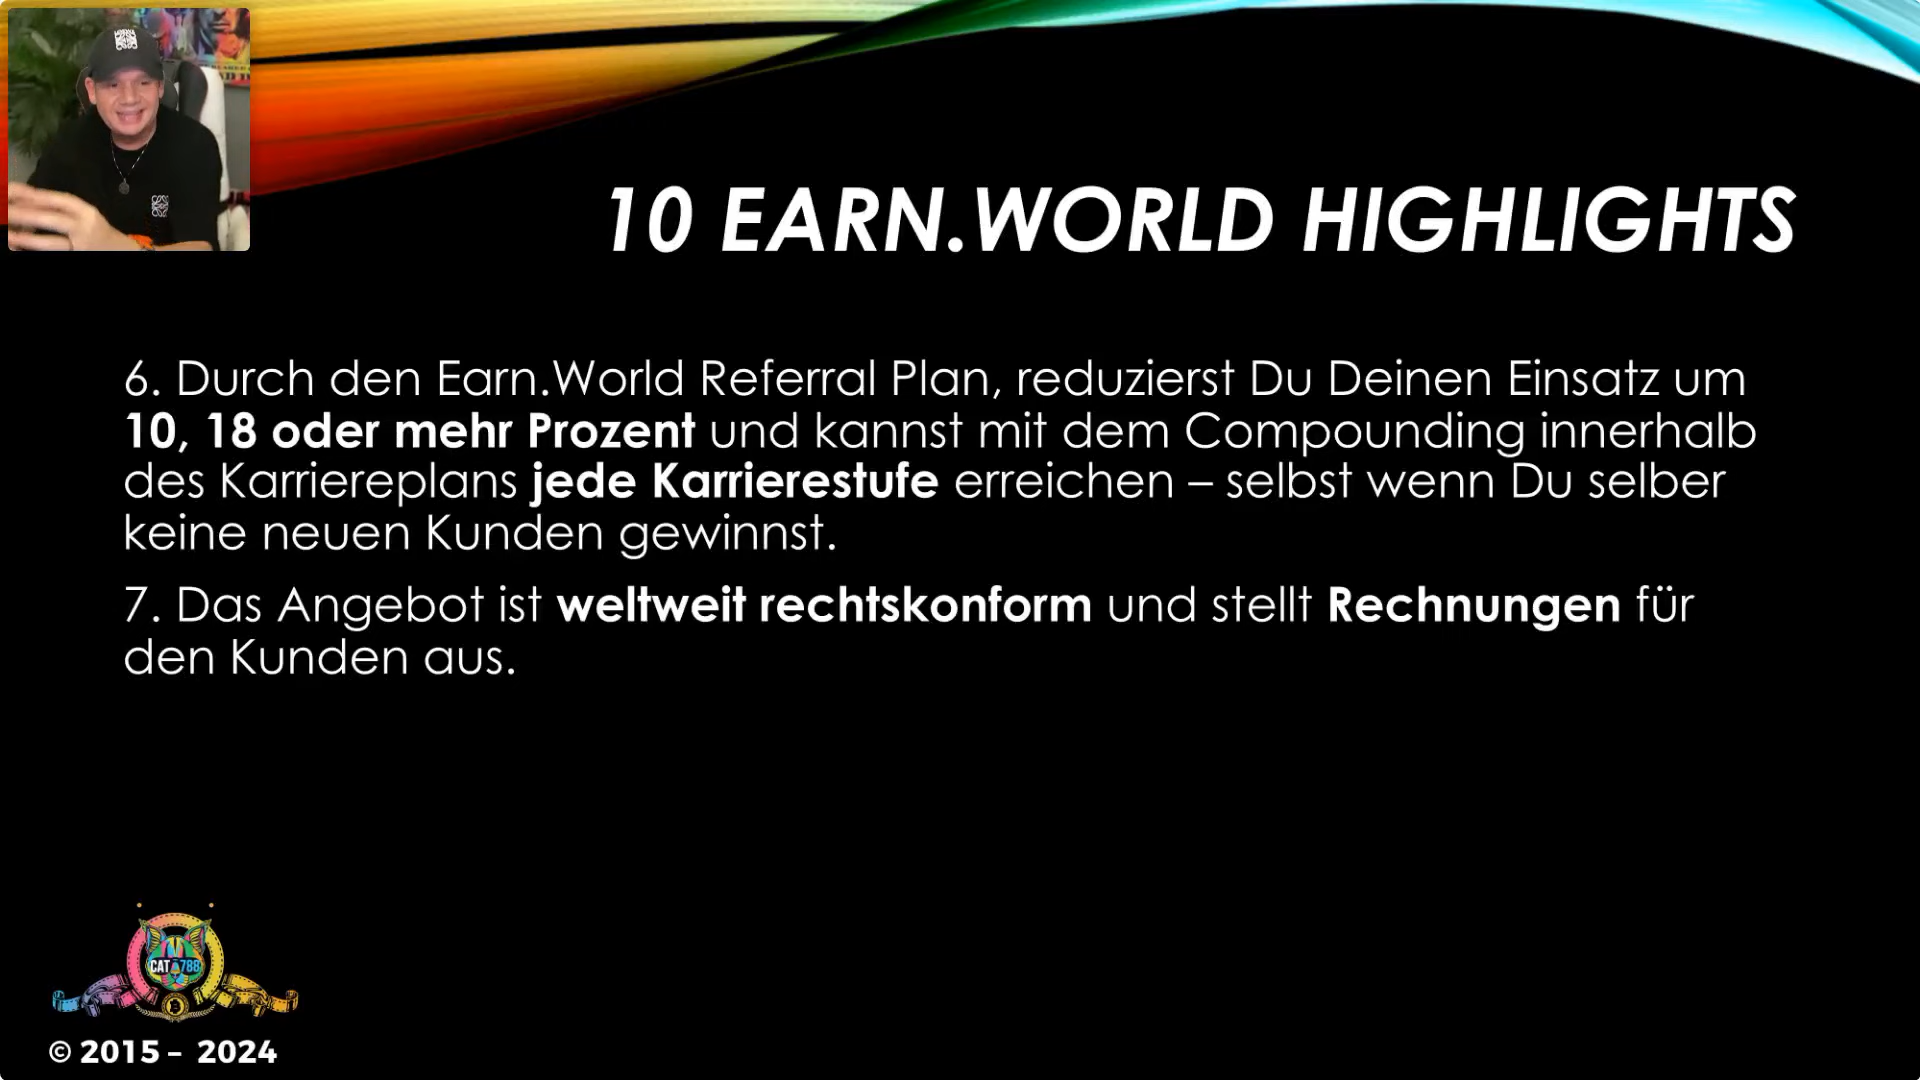 10 EARN.WORLD HIGHLIGHTS
6. Durch den Earn.World Referral Plan, reduzierst Du Deinen Einsatz um
10, 18 oder mehr Prozent und kannst mit dem Compounding innerhalb
des Karriereplans jede Karrierestufe erreichen – selbst wenn Du selber
keine neuen Kunden gewinnst.
7. Das Angebot ist weltweit rechtskonform und stellt Rechnungen für
den Kunden aus.
CAT 788
© 2015 – 2024